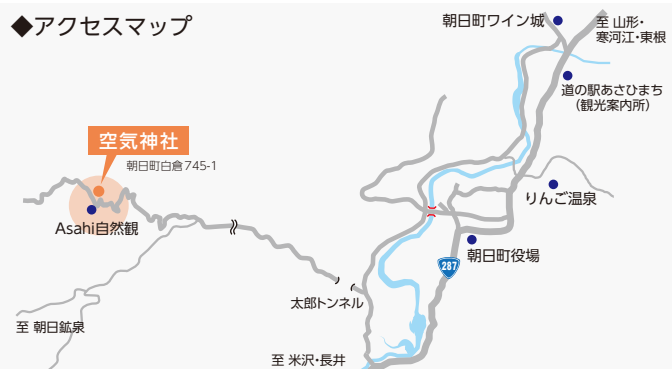 ◆アクセスマップ
朝日町ワイン城
至 山形・
寒河江・東根
道の駅あさひまち
(観光案内所)
空気神社
朝日町白倉745-1
りんご温泉
Asahi自然観
朝日町役場
287
太郎トンネル
至 朝日鉱泉
至 米沢・長井